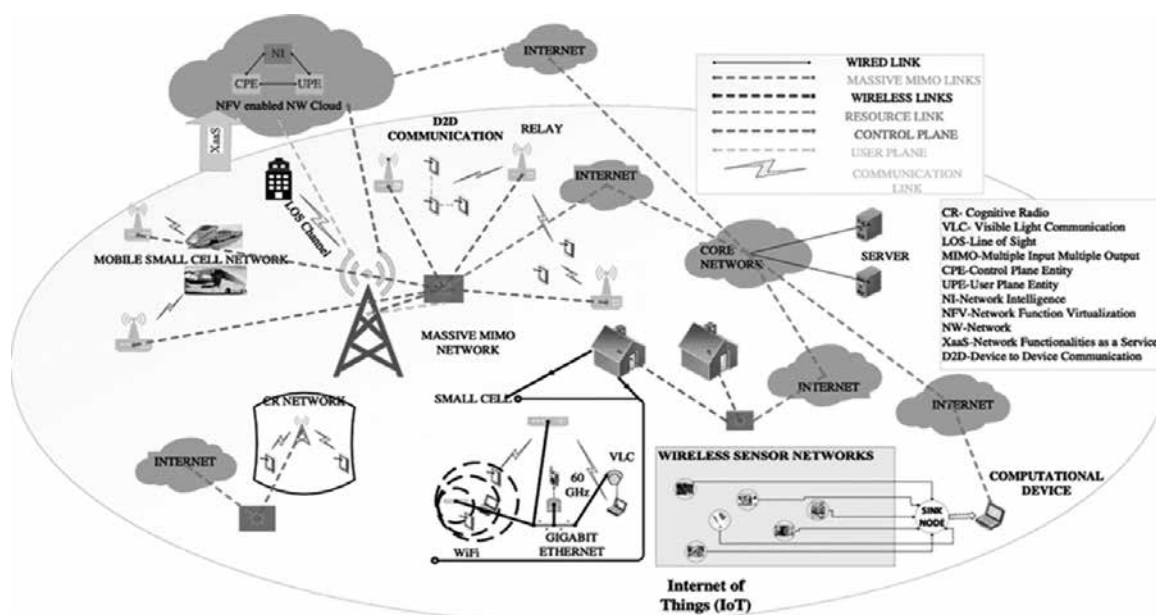 INTERNET
NI
CPE
UPE
NFV enabled NW Cloud
XaaS
D2D
COMMUNICATION
RELAY
INTERNET
LOS Channel
MOBILE SMALL CELL NETWORK
CORE
NETWORK
SERVER
MASSIVE MIMO
NETWORK
WIRED LINK
MASSIVE MIMO LINKS
WIRELESS LINKS
RESOURCE LINK
CONTROL PLANE
USER PLANE
COMMUNICATION
LINK
CR- Cognitive Radio
VLC- Visible Light Communication
LOS-Line of Sight
MIMO-Multiple Input Multiple Output
CPE-Control Plane Entity
UPE-User Plane Entity
NI-Network Intelligence
NFV-Network Function Virtualization
NW-Network
XaaS-Network Functionalities as a Service
D2D-Device to Device Communication
SMALL CELL
INTERNET
INTERNET
CR NETWORK
INTERNET
VLC
60
GHz
WiFi
GIGABIT
ETHERNET
WIRELESS SENSOR NETWORKS
SINK
NODE
COMPUTATIONAL
DEVICE
Internet of
Things (IoT)